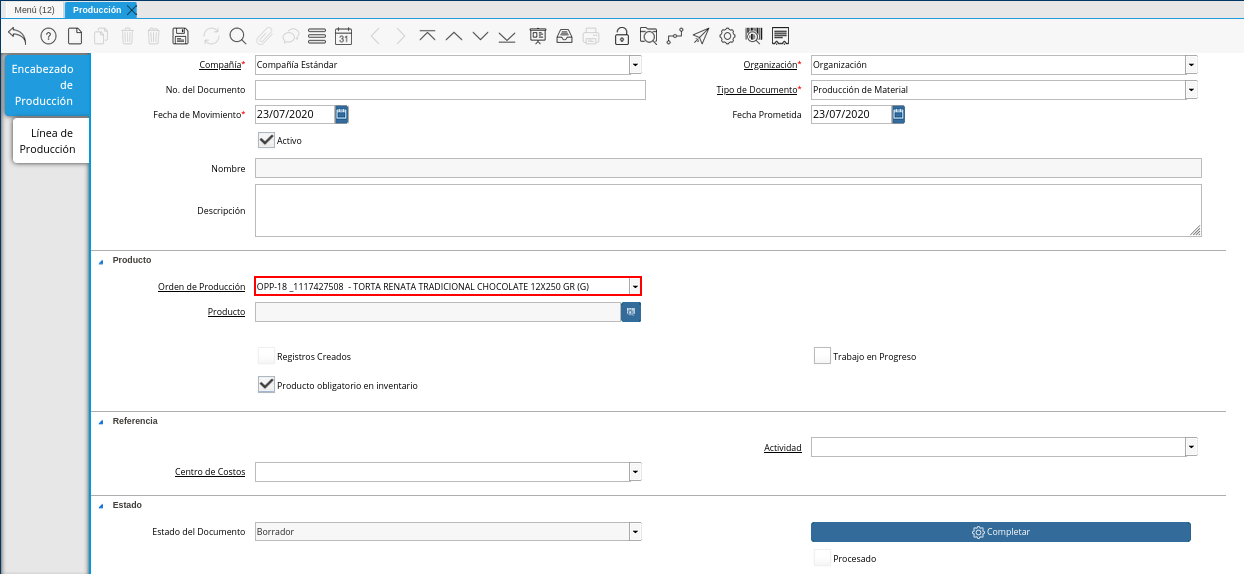 Menú (12)
Producción
31
Encabezado
de
Producción
Línea de
Producción
Compañía* Compañía Estándar Organización* Organización
No. del Documento Tipo de Documento* Producción de Material
Fecha de Movimiento* 23/07/2020 Fecha Prometida 23/07/2020
Activo
Nombre
Descripción
Producto
Orden de Producción OPP-18 _1117427508 - TORTA RENATA TRADICIONAL CHOCOLATE 12X250 GR (G)
Producto
Registros Creados Trabajo en Progreso
Producto obligatorio en inventario
Referencia
Actividad
Centro de Costos
Estado
Estado del Documento Borrador Completar
Procesado